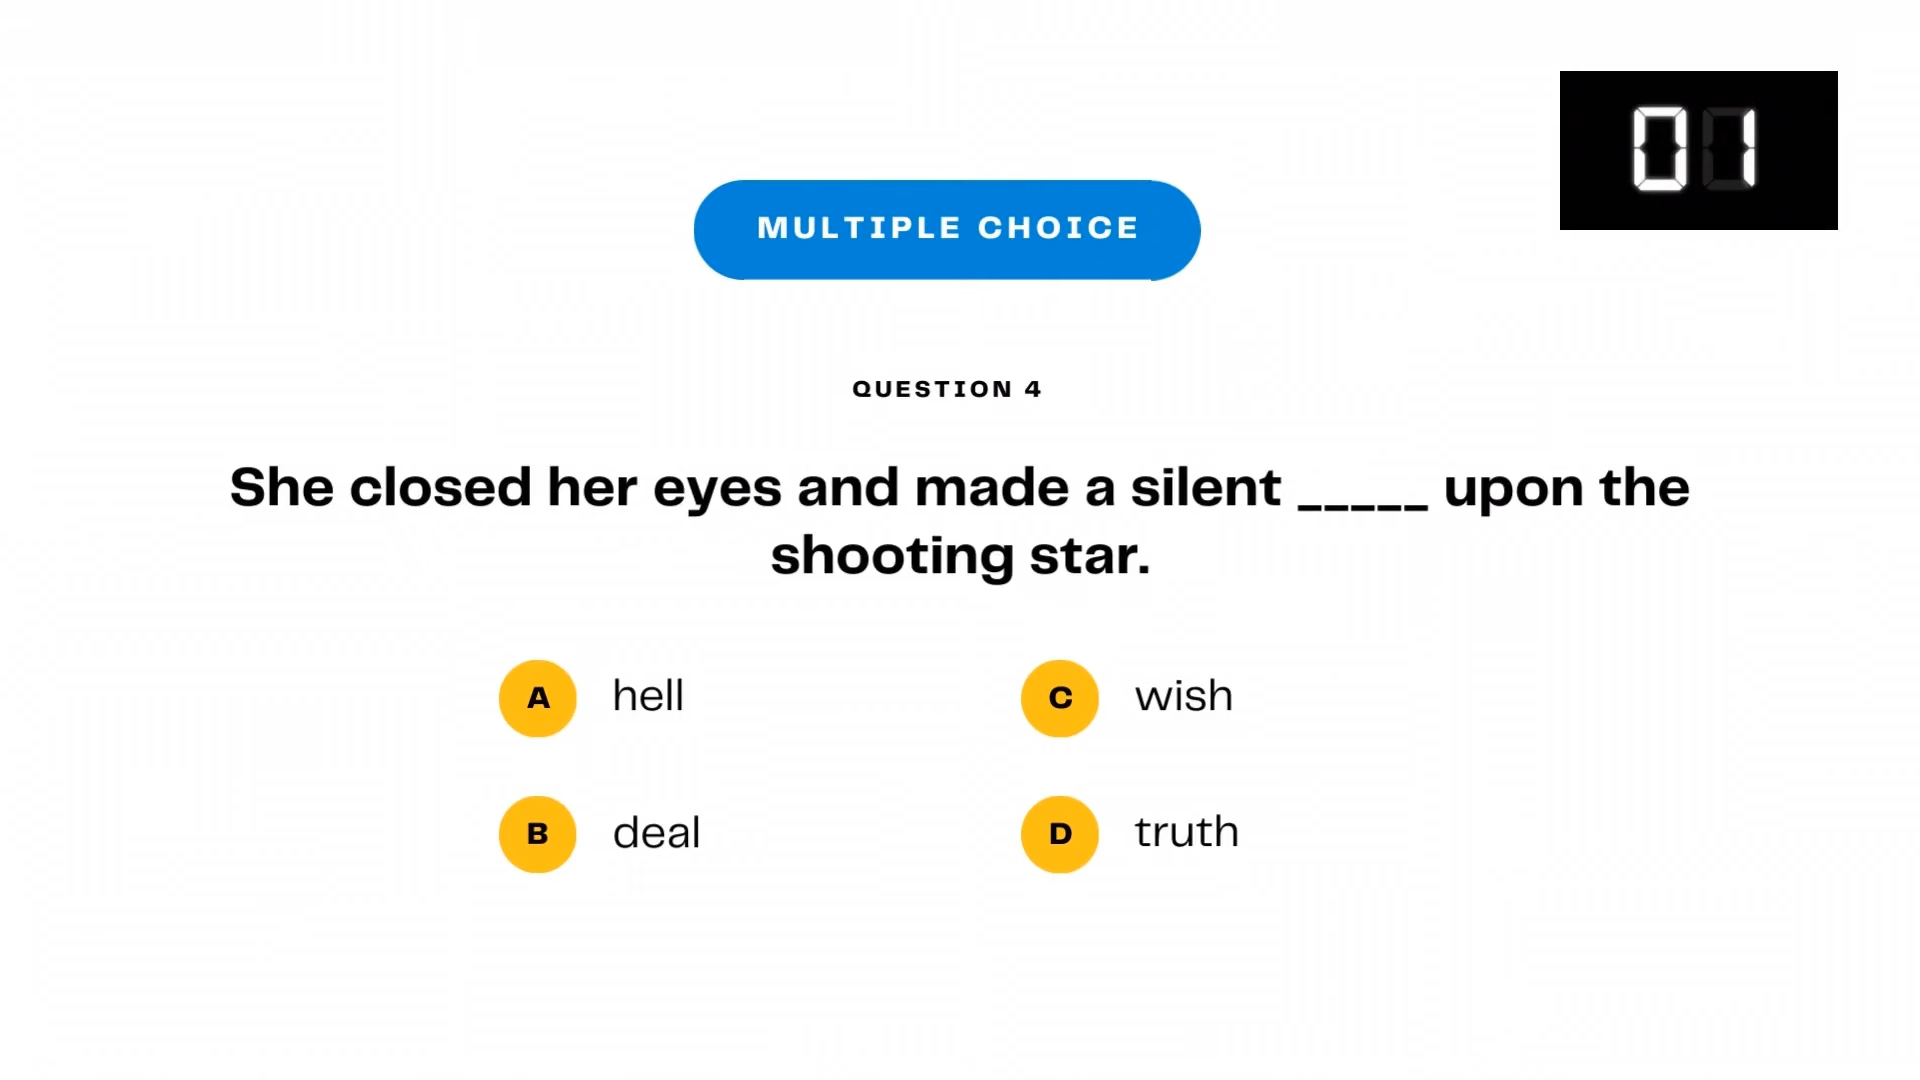 01
MULTIPLE CHOICE
QUESTION 4
She closed her eyes and made a silent _____ upon the
shooting star.
A hell
C wish
B deal
D truth